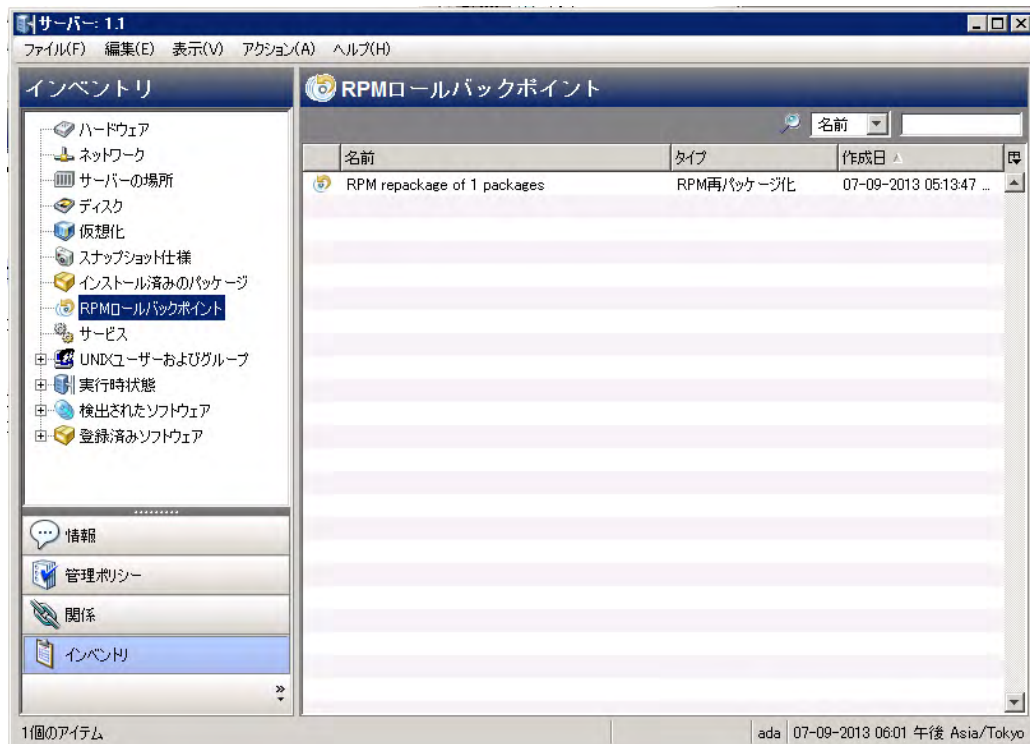 サーバー: 1.1
ファイル(F) 編集(E) 表示(V) アクション(A) ヘルプ(H)
インベントリ
ハードウェア
ネットワーク
サーバーの場所
ディスク
仮想化
スナップショット仕様
インストール済みのパッケージ
RPMロールバックポイント
サービス
UNIXユーザーおよびグループ
実行時状態
検出されたソフトウェア
登録済みソフトウェア
情報
管理ポリシー
関係
インベントリ
RPMロールバックポイント
名前
名前 タイプ 作成日
RPM repackage of 1 packages RPM再パッケージ化 07-09-2013 05:13:47 ...
1個のアイテム ada 07-09-2013 06:01 午後 Asia/Tokyo